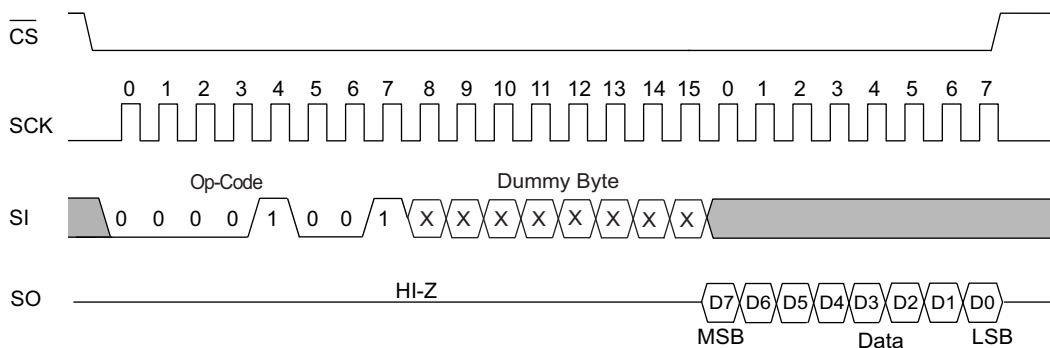 CS
0 1 2 3 4 5 6 7 8 9 10 11 12 13 14 15 0 1 2 3 4 5 6 7
SCK
Op-Code Dummy Byte
SI 0 0 0 0 1 0 0 1 X X X X X X X X
HI-Z
SO D7 D6 D5 D4 D3 D2 D1 D0
MSB Data LSB